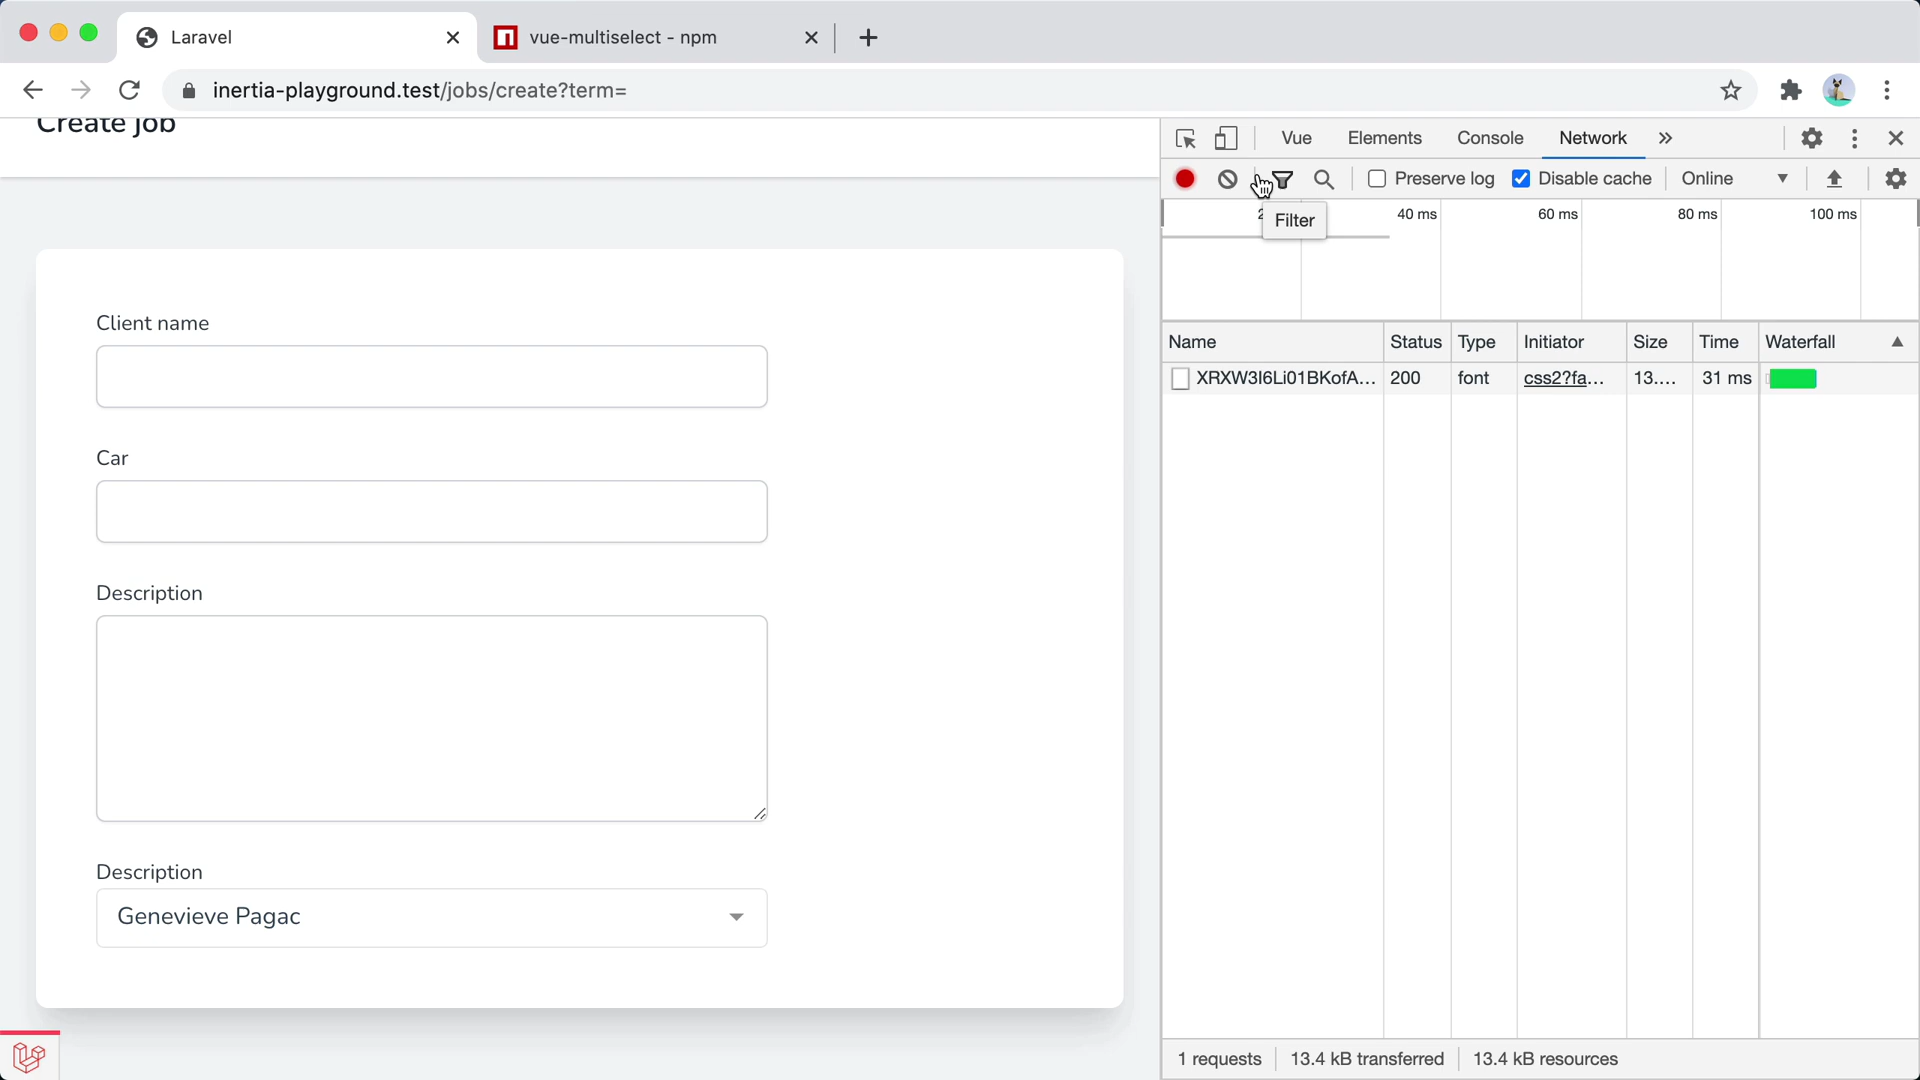 Laravel
vue-multiselect - npm
inertia-playground.test/jobs/create?term=
Create job
Vue Elements Console Network
Preserve log Disable cache Online
Filter
40 ms 60 ms 80 ms 100 ms
Name Status Type Initiator Size Time Waterfall
XRXW3I6Li01BKofA... 200 font css2?fa... 13.... 31 ms
Client name
Car
Description
Description
Genevieve Pagac
1 requests 13.4 kB transferred 13.4 kB resources